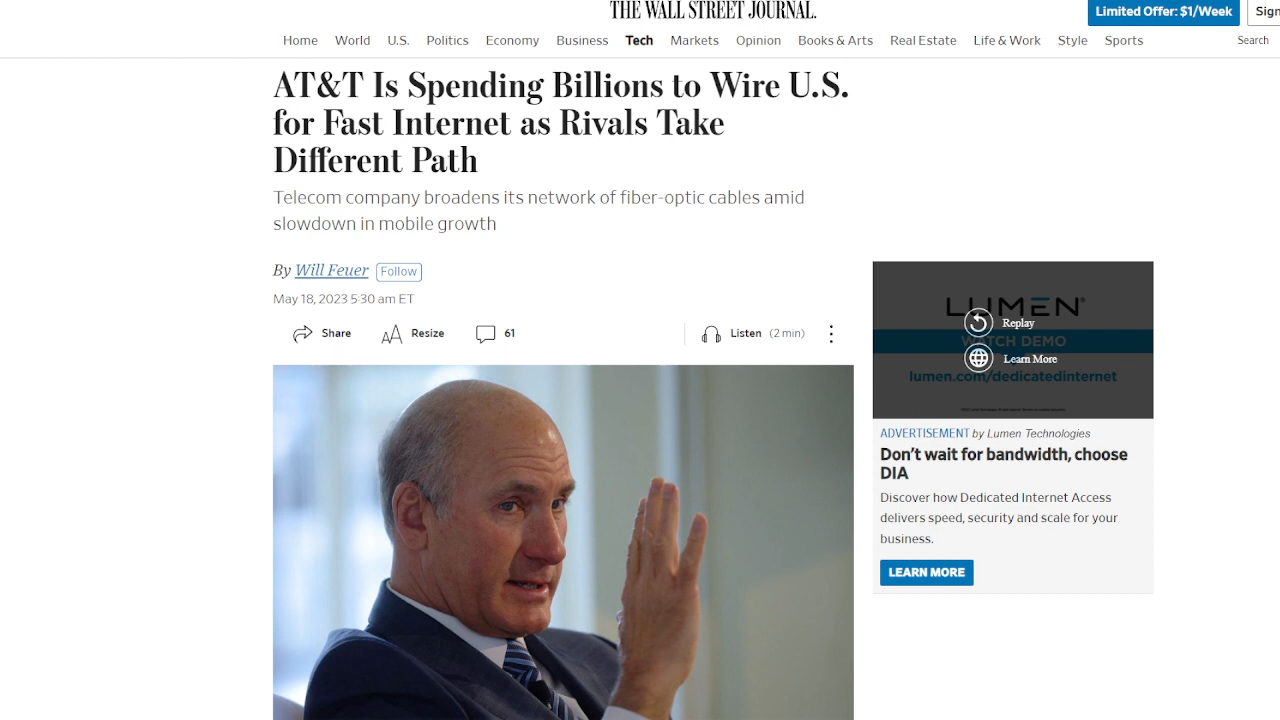 THE WALL STREET JOURNAL.
Limited Offer: $1/Week
Sign
Home World U.S. Politics Economy Business Tech Markets Opinion Books & Arts Real Estate Life & Work Style Sports
Search
AT&T Is Spending Billions to Wire U.S.
for Fast Internet as Rivals Take
Different Path
Telecom company broadens its network of fiber-optic cables amid
slowdown in mobile growth
By Will Feuer Follow
May 18, 2023 5:30 am ET
Share Resize 61 Listen (2 min)
LUMEN®
Replay
WATCH DEMO
Learn More
lumen.com/dedicatedinternet
ADVERTISEMENT by Lumen Technologies
Don't wait for bandwidth, choose
DIA
Discover how Dedicated Internet Access
delivers speed, security and scale for your
business.
LEARN MORE